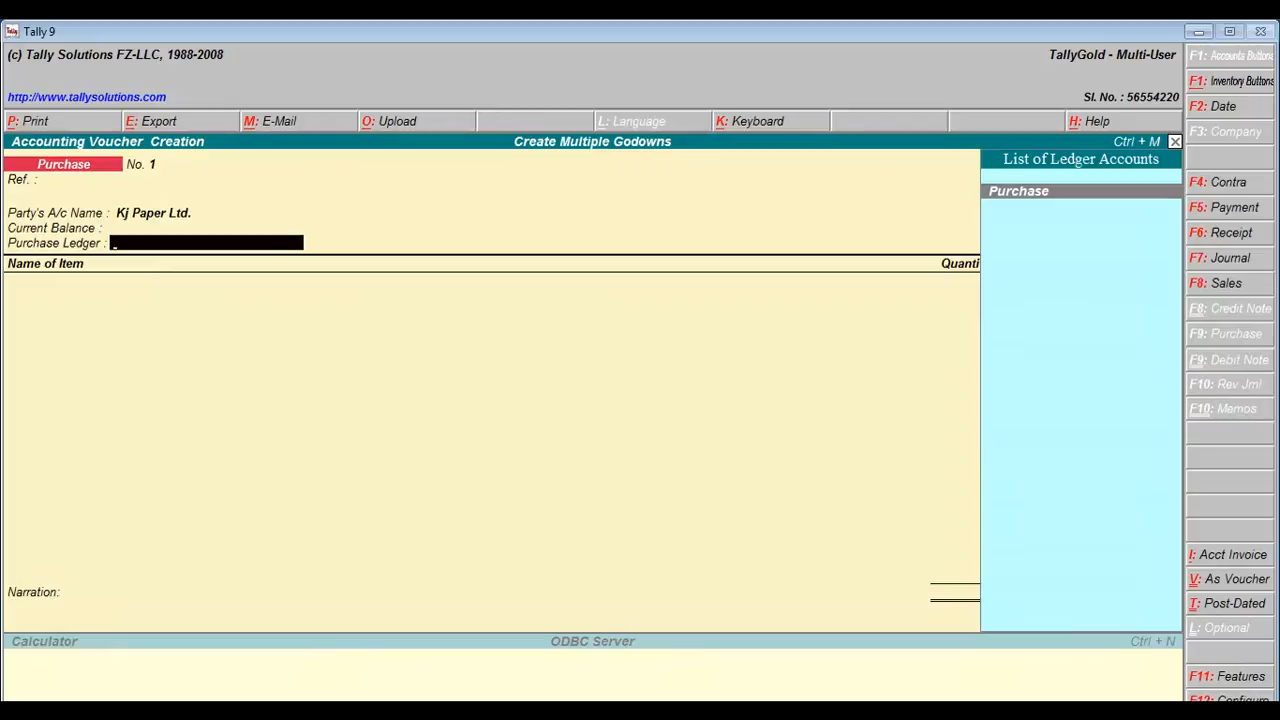 Tally Tally 9
(c) Tally Solutions FZ-LLC, 1988-2008
TallyGold - Multi-User
http://www.tallysolutions.com
Sl. No. : 56554220
P: Print E: Export M: E-Mail O: Upload L: Language K: Keyboard H: Help
Accounting Voucher Creation Create Multiple Godowns Ctrl + M
Purchase No. 1
Ref. :
Party's A/c Name : Kj Paper Ltd.
Current Balance :
Purchase Ledger :
Name of Item Quanti
Narration:
List of Ledger Accounts
Purchase
Calculator ODBC Server Ctrl + N
F1: Accounts Button
F1: Inventory Buttons
F2: Date
F3: Company
F4: Contra
F5: Payment
F6: Receipt
F7: Journal
F8: Sales
F8: Credit Note
F9: Purchase
F9: Debit Note
F10: Rev Jrnl
F10: Memos
I: Acct Invoice
V: As Voucher
T: Post-Dated
L: Optional
F11: Features
F12: Configure